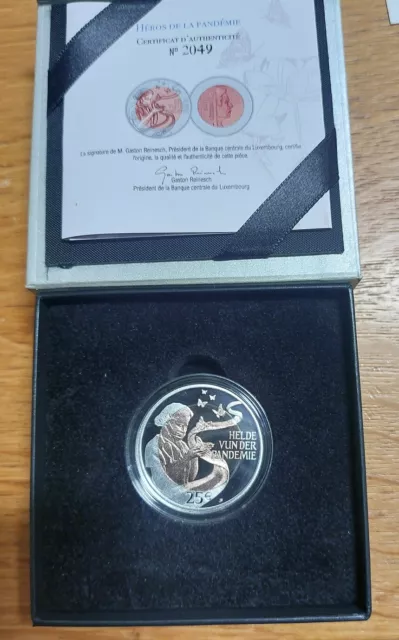 HÉROS DE LA PANDÉMIE
CERTIFICAT D'AUTHENTICITÉ
N° 2049
La signature de M. Gaston Reinesch, Président de la Banque centrale du Luxembourg, certifie
l'origine, la qualité et l'authenticité de cette pièce.
Gaston Reinesch
Président de la Banque centrale du Luxembourg
HELDE
VUN DER
PANDEMIE
25€